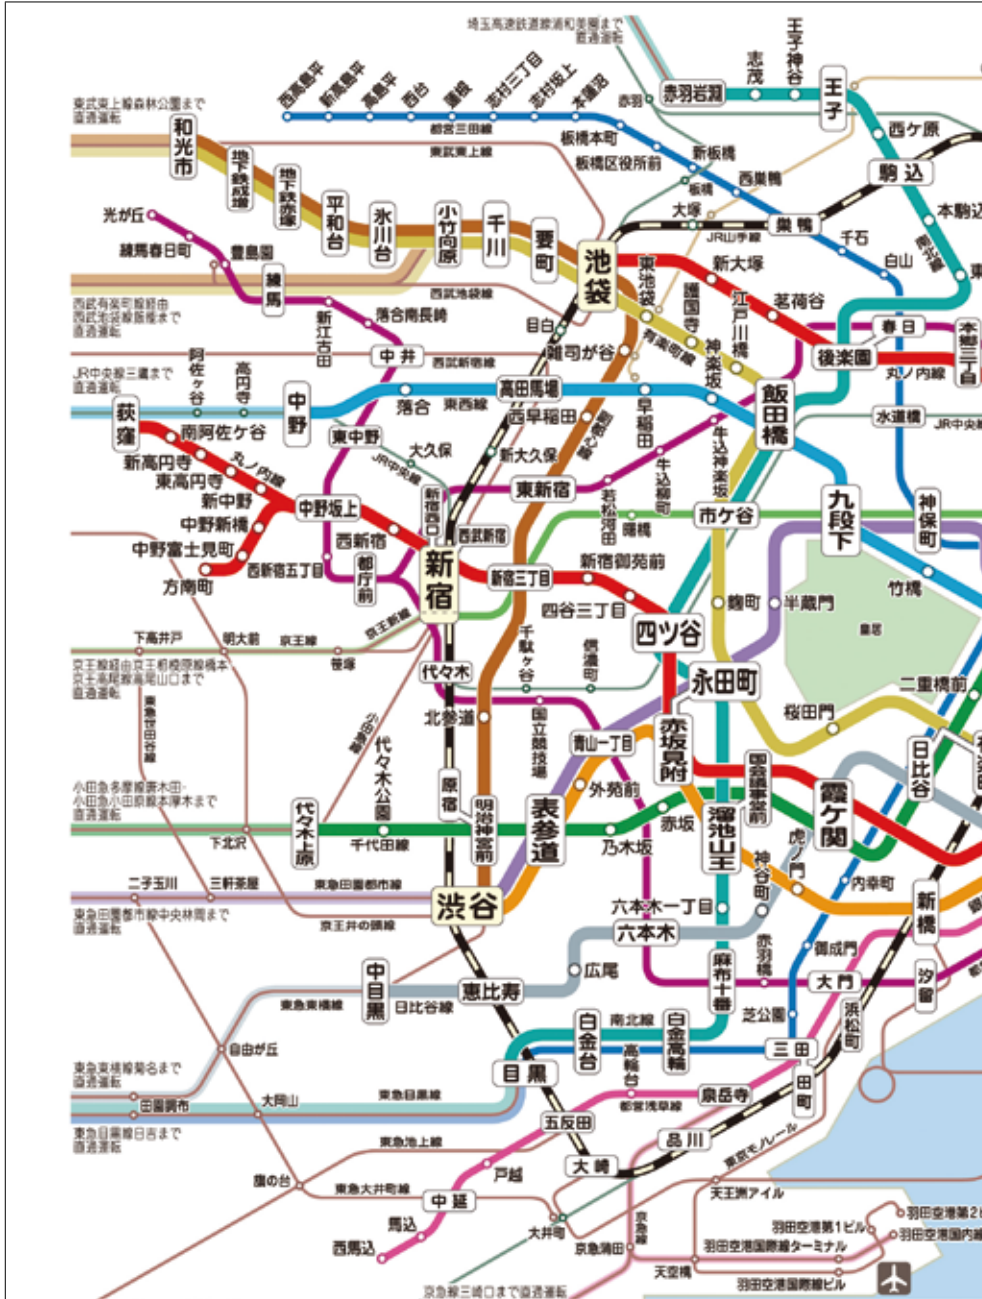 埼玉高速鉄道線浦和美園まで
直通運転
王子神谷
志茂
赤羽岩淵
王子
赤羽
西ケ原
西高島平
新高島平
高島平
西台
蓮根
志村三丁目
志村坂上
本蓮沼
都営三田線
東武東上線
東武東上線森林公園まで
直通運転
和光市
地下鉄成増
地下鉄赤塚
平和台
氷川台
小竹向原
千川
要町
池袋
板橋本町
板橋区役所前
新板橋
板橋
西巣鴨
大塚
JR山手線
巣鴨
駒込
本駒込
千石
白山
南北線
東
光が丘
練馬春日町
豊島園
練馬
西武池袋線
西武有楽町線経由
西武池袋線飯能まで
直通運転
新江古田
落合南長崎
中井
西武新宿線
目白
東池袋
新大塚
護国寺
江戸川橋
茗荷谷
春日
後楽園
本郷三丁目
丸ノ内線
有楽町線
神楽坂
雑司が谷
JR中央線三鷹まで
直通運転
阿佐ケ谷
高円寺
荻窪
中野
落合
東西線
高田馬場
西早稲田
早稲田
副都心線
飯田橋
水道橋
JR中央線
南阿佐ケ谷
新高円寺
丸ノ内線
東高円寺
新中野
中野新橋
中野富士見町
方南町
中野坂上
東中野
大久保
JR中央線
新大久保
東新宿
若松河田
牛込柳町
牛込神楽坂
西新宿
西新宿五丁目
都庁前
新宿西口
西武新宿
新宿
新宿三丁目
新宿御苑前
四谷三丁目
曙橋
市ケ谷
九段下
神保町
竹橋
麹町
半蔵門
皇居
四ツ谷
永田町
二重橋前
桜田門
日比谷
下高井戸
明大前
京王線
京王新線
笹塚
代々木
千駄ケ谷
信濃町
国立競技場
京王線経由京王相模原線橋本
京王高尾線高尾山口まで
直通運転
東急世田谷線
小田急線
代々木公園
北参道
原宿
青山一丁目
外苑前
赤坂見附
国会議事堂前
溜池山王
霞ケ関
虎ノ門
小田急多摩線唐木田・
小田急小田原線本厚木まで
直通運転
下北沢
代々木上原
千代田線
明治神宮前
表参道
乃木坂
赤坂
神谷町
内幸町
新橋
二子玉川
三軒茶屋
東急田園都市線
東急田園都市線中央林間まで
直通運転
京王井の頭線
渋谷
六本木一丁目
六本木
赤羽橋
御成門
大門
汐留
浜松町
中目黒
東急東横線
日比谷線
恵比寿
広尾
麻布十番
芝公園
自由が丘
東急東横線菊名まで
直通運転
南北線
白金台
高輪台
白金高輪
三田
田町
目黒
田園調布
大岡山
東急目黒線
東急目黒線日吉まで
直通運転
都営浅草線
泉岳寺
五反田
品川
東京モノレール
東急池上線
戸越
大崎
旗の台
東急大井町線
中延
馬込
西馬込
大井町
京急蒲田
京急線
天王洲アイル
羽田空港第1ビル
羽田空港第2ビ
羽田空港国内線
羽田空港国際線ターミナル
天空橋
羽田空港国際線ビル
京急線三崎口まで直通運転